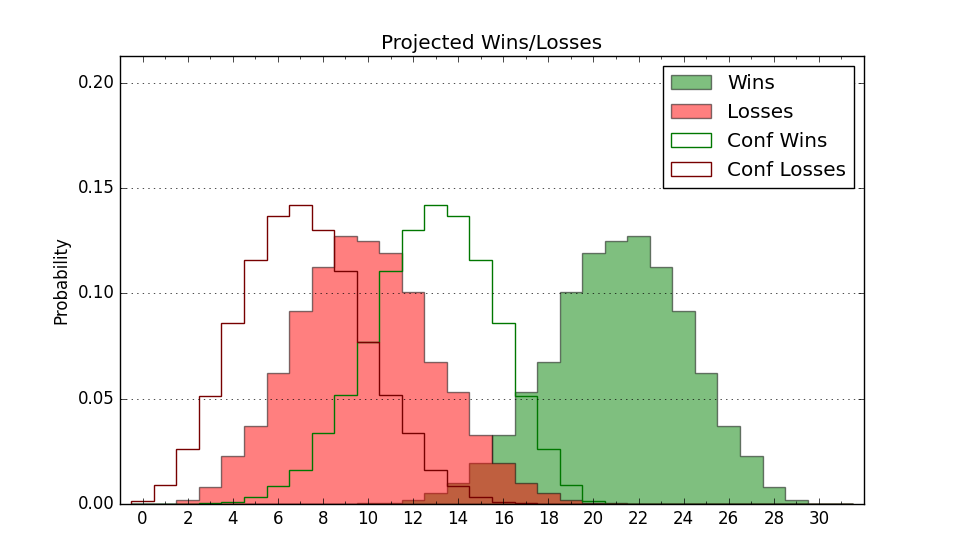 Projected Wins/Losses
Wins
Losses
Conf Wins
Conf Losses
Probability
0.20
0.15
0.10
0.05
0.00
0 2 4 6 8 10 12 14 16 18 20 22 24 26 28 30